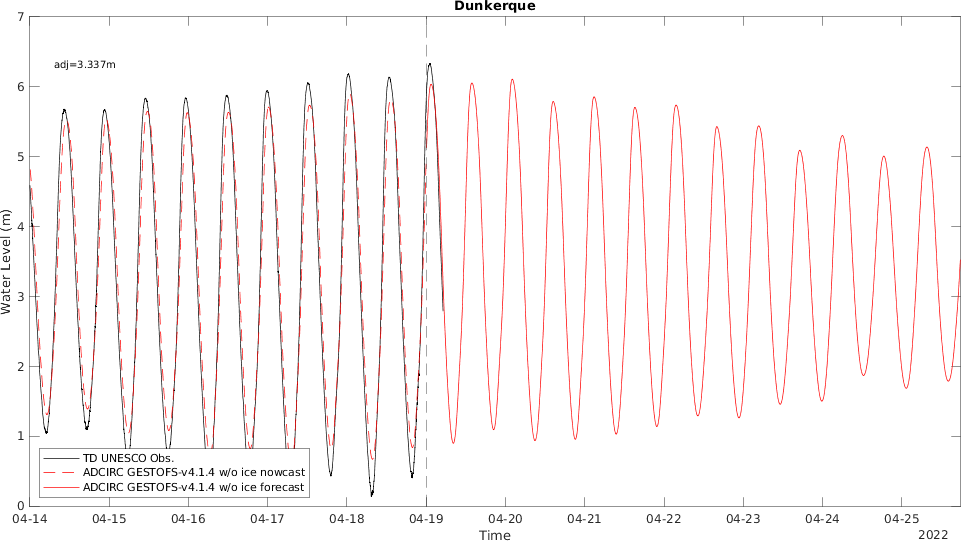 Dunkerque
7
adj=3.337m
6
5
4
Water Level (m)
3
2
1
TD UNESCO Obs.
ADCIRC GESTOFS-v4.1.4 w/o ice nowcast
ADCIRC GESTOFS-v4.1.4 w/o ice forecast
0
04-14 04-15 04-16 04-17 04-18 04-19 04-20 04-21 04-22 04-23 04-24 04-25
Time
2022